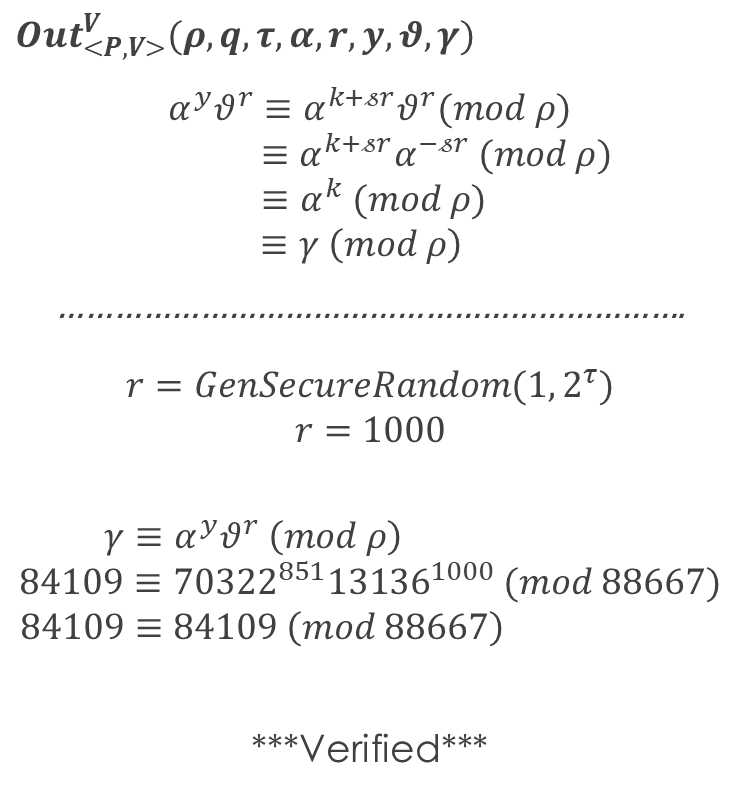 Out^V_{<P,V>}(ρ, q, τ, α, r, y, ϑ, γ)
α^y ϑ^r ≡ α^{k+𝓈r} ϑ^r (mod ρ)
≡ α^{k+𝓈r} α^{−𝓈r} (mod ρ)
≡ α^k (mod ρ)
≡ γ (mod ρ)
………………………………………………………….
r = GenSecureRandom(1, 2^τ)
r = 1000
γ ≡ α^y ϑ^r (mod ρ)
84109 ≡ 70322^{851} 13136^{1000} (mod 88667)
84109 ≡ 84109 (mod 88667)
***Verified***